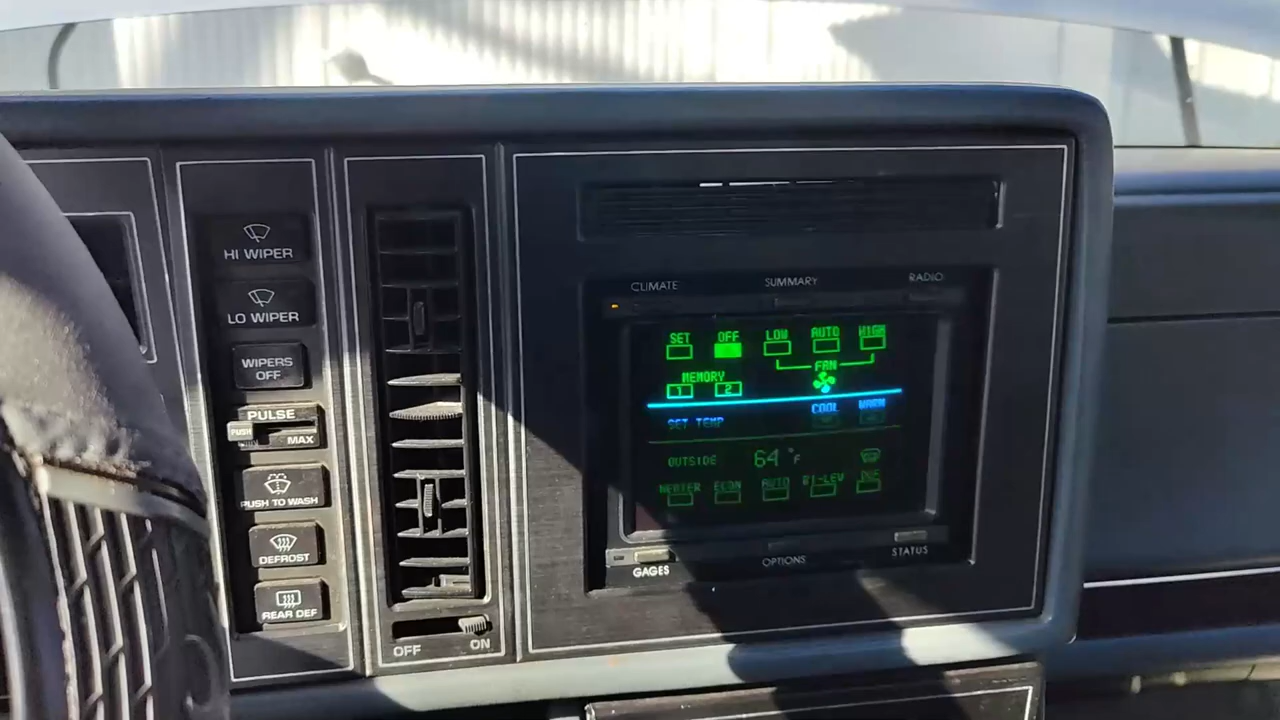 HI WIPER
LO WIPER
WIPERS
OFF
PULSE
PUSH
MAX
PUSH TO WASH
DEFROST
REAR DEF
OFF ON
CLIMATE SUMMARY RADIO
SET OFF LOW AUTO HIGH
FAN
MEMORY
1 2
SET TEMP COOL WARM
OUTSIDE 64°F
HEATER ECON AUTO BI-LEV DEF
GAGES OPTIONS STATUS